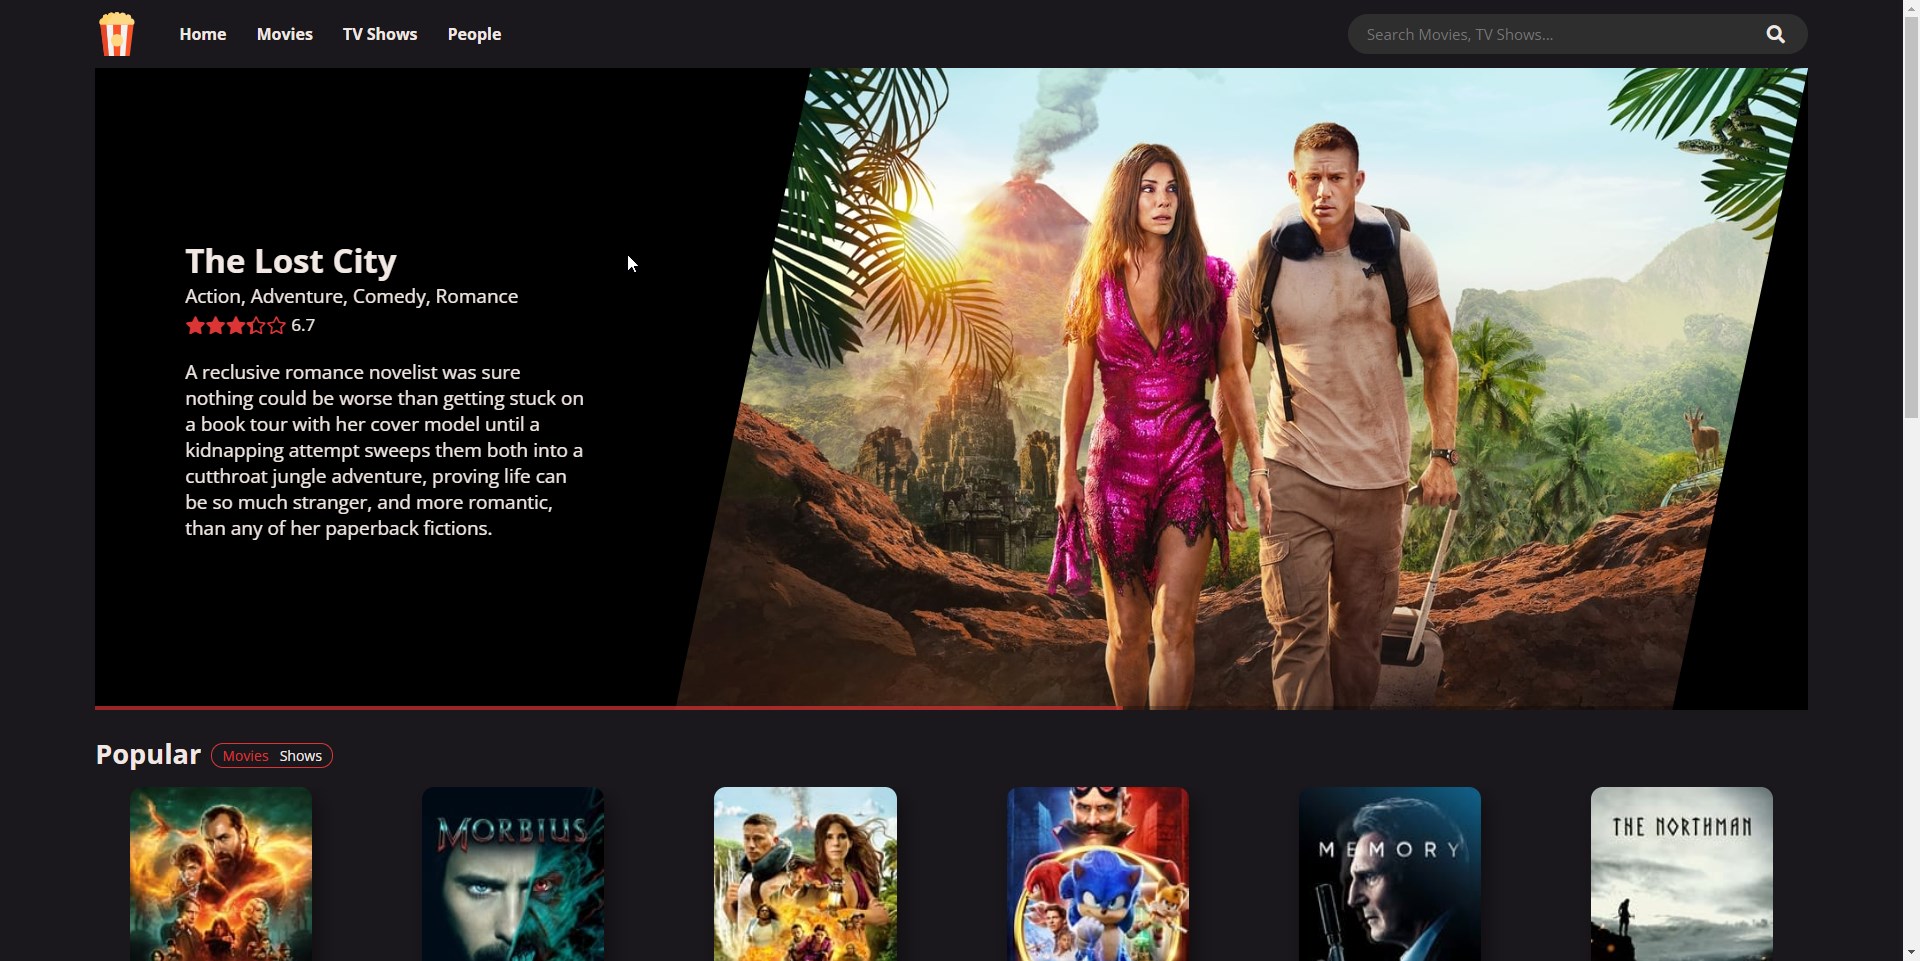 Home Movies TV Shows People
Search Movies, TV Shows...
The Lost City
Action, Adventure, Comedy, Romance
6.7
A reclusive romance novelist was sure
nothing could be worse than getting stuck on
a book tour with her cover model until a
kidnapping attempt sweeps them both into a
cutthroat jungle adventure, proving life can
be so much stranger, and more romantic,
than any of her paperback fictions.
Popular Movies Shows
MORBIUS
MEMORY
THE NORTHMAN